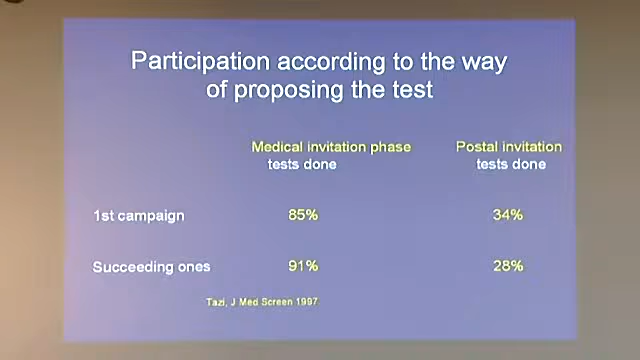 Participation according to the way
of proposing the test
Medical invitation phase Postal invitation
tests done tests done
1st campaign 85% 34%
Succeeding ones 91% 28%
Tazi, J Med Screen 1997